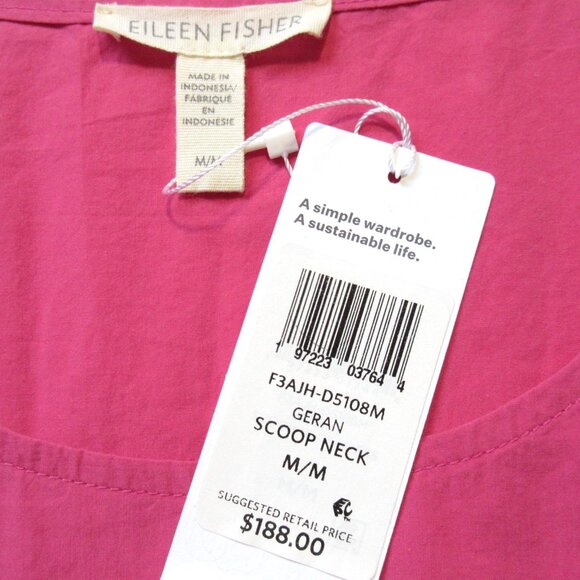 EILEEN FISHER
MADE IN
INDONESIA/
FABRIQUÉ
EN
INDONESIE
M/M
A simple wardrobe.
A sustainable life.
1 97223 03764 4
F3AJH-D5108M
GERAN
SCOOP NECK
M/M
SUGGESTED RETAIL PRICE
$188.00